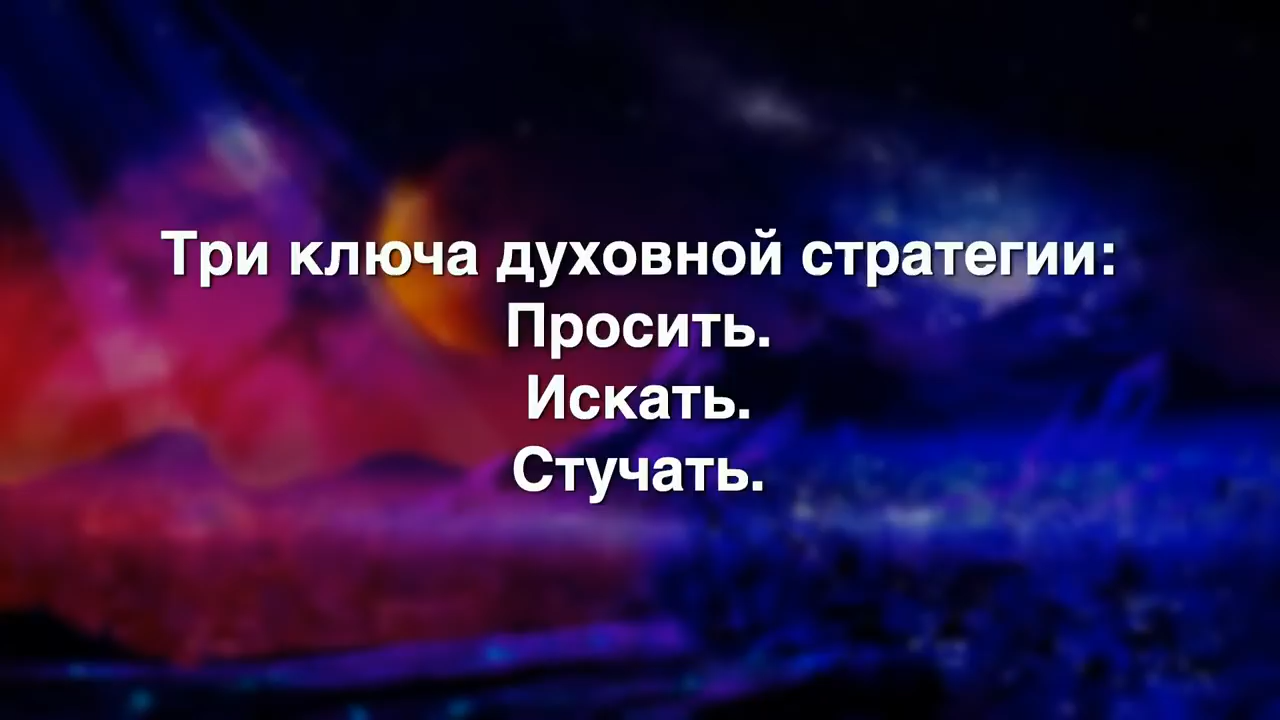 Три ключа духовной стратегии:
Просить.
Искать.
Стучать.